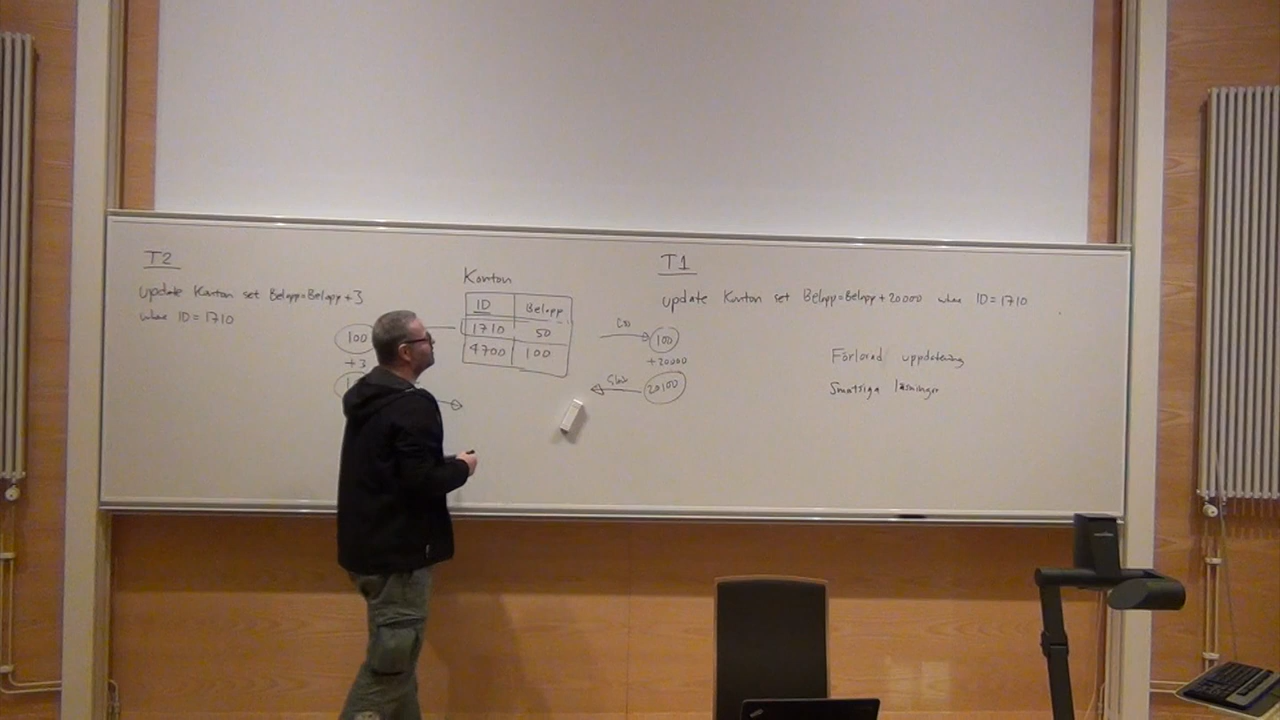 T2
update Konton set Belopp=Belopp+3
where ID=1710
100
+3
Konton
ID Belopp
1710 50
4700 100
T1
update Konton set Belopp=Belopp+20000 where ID=1710
100
+20000
20100
Förlorad uppdatering
Smutsiga läsningar